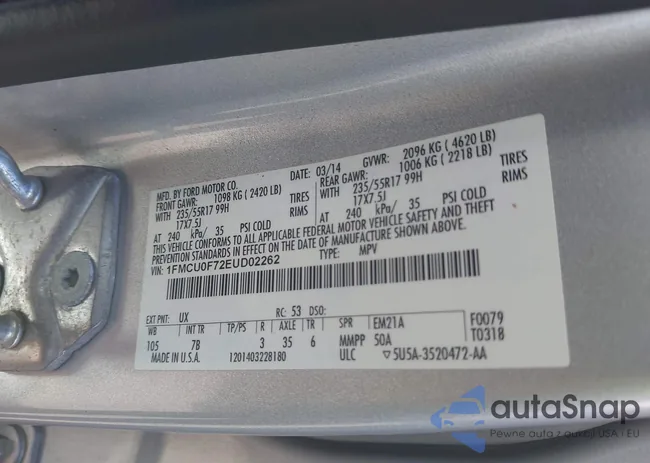 MFD. BY FORD MOTOR CO.
DATE: 03/14 GVWR: 2096 KG ( 4620 LB)
FRONT GAWR: 1098 KG ( 2420 LB) REAR GAWR: 1006 KG ( 2218 LB)
WITH 235/55R17 99H TIRES WITH 235/55R17 99H TIRES
17X7.5J RIMS 17X7.5J RIMS
AT 240 kPa/ 35 PSI COLD AT 240 kPa/ 35 PSI COLD
THIS VEHICLE CONFORMS TO ALL APPLICABLE FEDERAL MOTOR VEHICLE SAFETY AND THEFT
PREVENTION STANDARDS IN EFFECT ON THE DATE OF MANUFACTURE SHOWN ABOVE.
VIN: 1FMCU0F72EUD02262 TYPE: MPV
EXT PNT: UX RC: 53 DSO:
WB INT TR TP/PS R AXLE TR SPR EM21A F0079
105 7B 3 35 6 MMPP 50A T0318
MADE IN U.S.A. 1201403228180 ULC ▽5U5A-3520472-AA
autaSnap
Pewne auta z aukcji USA i EU